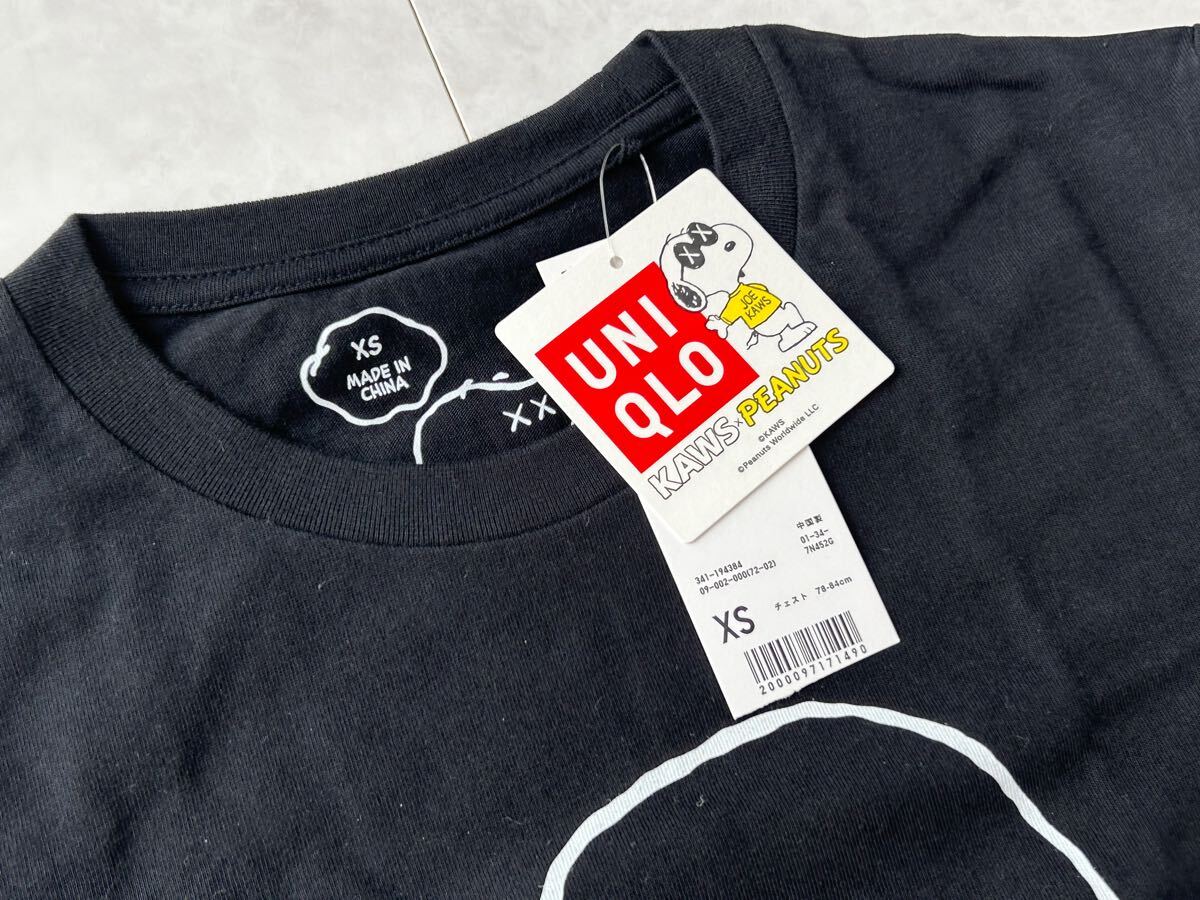 XS
MADE IN
CHINA
XX
UNI
QLO
JOE
KAWS
KAWS × PEANUTS
©KAWS
©Peanuts Worldwide LLC
中国製
341-194384 01-34-
09-002-000(72-02) 7N452G
XS チェスト 78-84cm
2000097171490